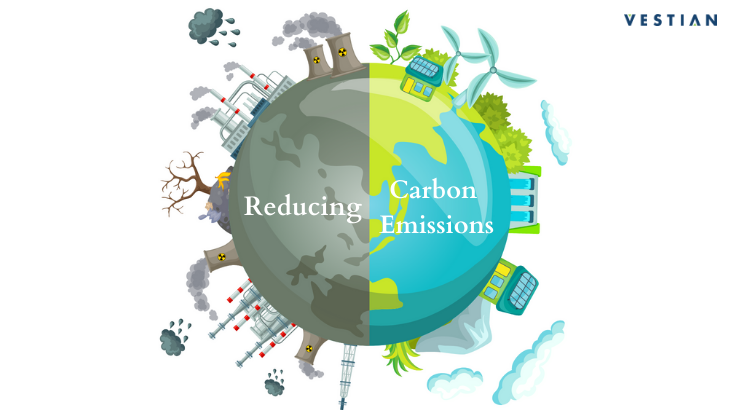 VESTIAN
Reducing
Carbon
Emissions